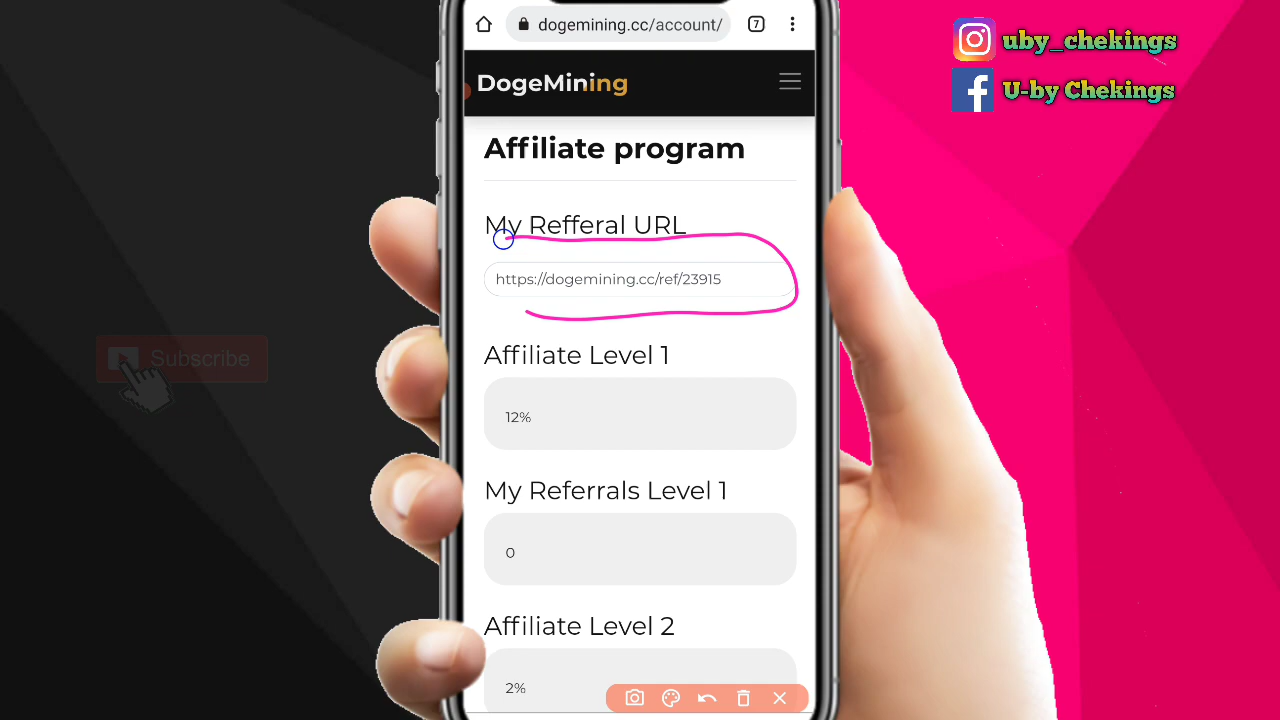 dogemining.cc/account/
7
DogeMining
Affiliate program
My Refferal URL
https://dogemining.cc/ref/23915
Affiliate Level 1
12%
My Referrals Level 1
0
Affiliate Level 2
2%
uby_chekings
U-by Chekings
Subscribe